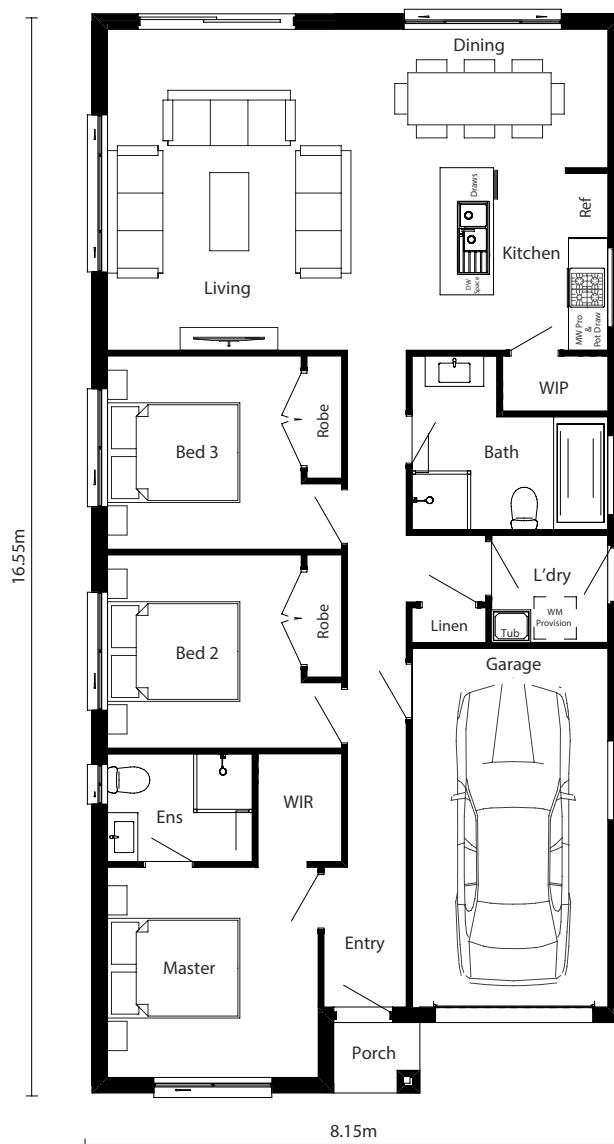 Dining
Draws
Ref
Kitchen
Living
DW
Space
MW Pro
&
Pot Draw
WIP
Robe
Bed 3
Bath
16.55m
L'dry
Robe
WM
Provision
Linen
Tub
Bed 2
Garage
WIR
Ens
Entry
Master
Porch
8.15m